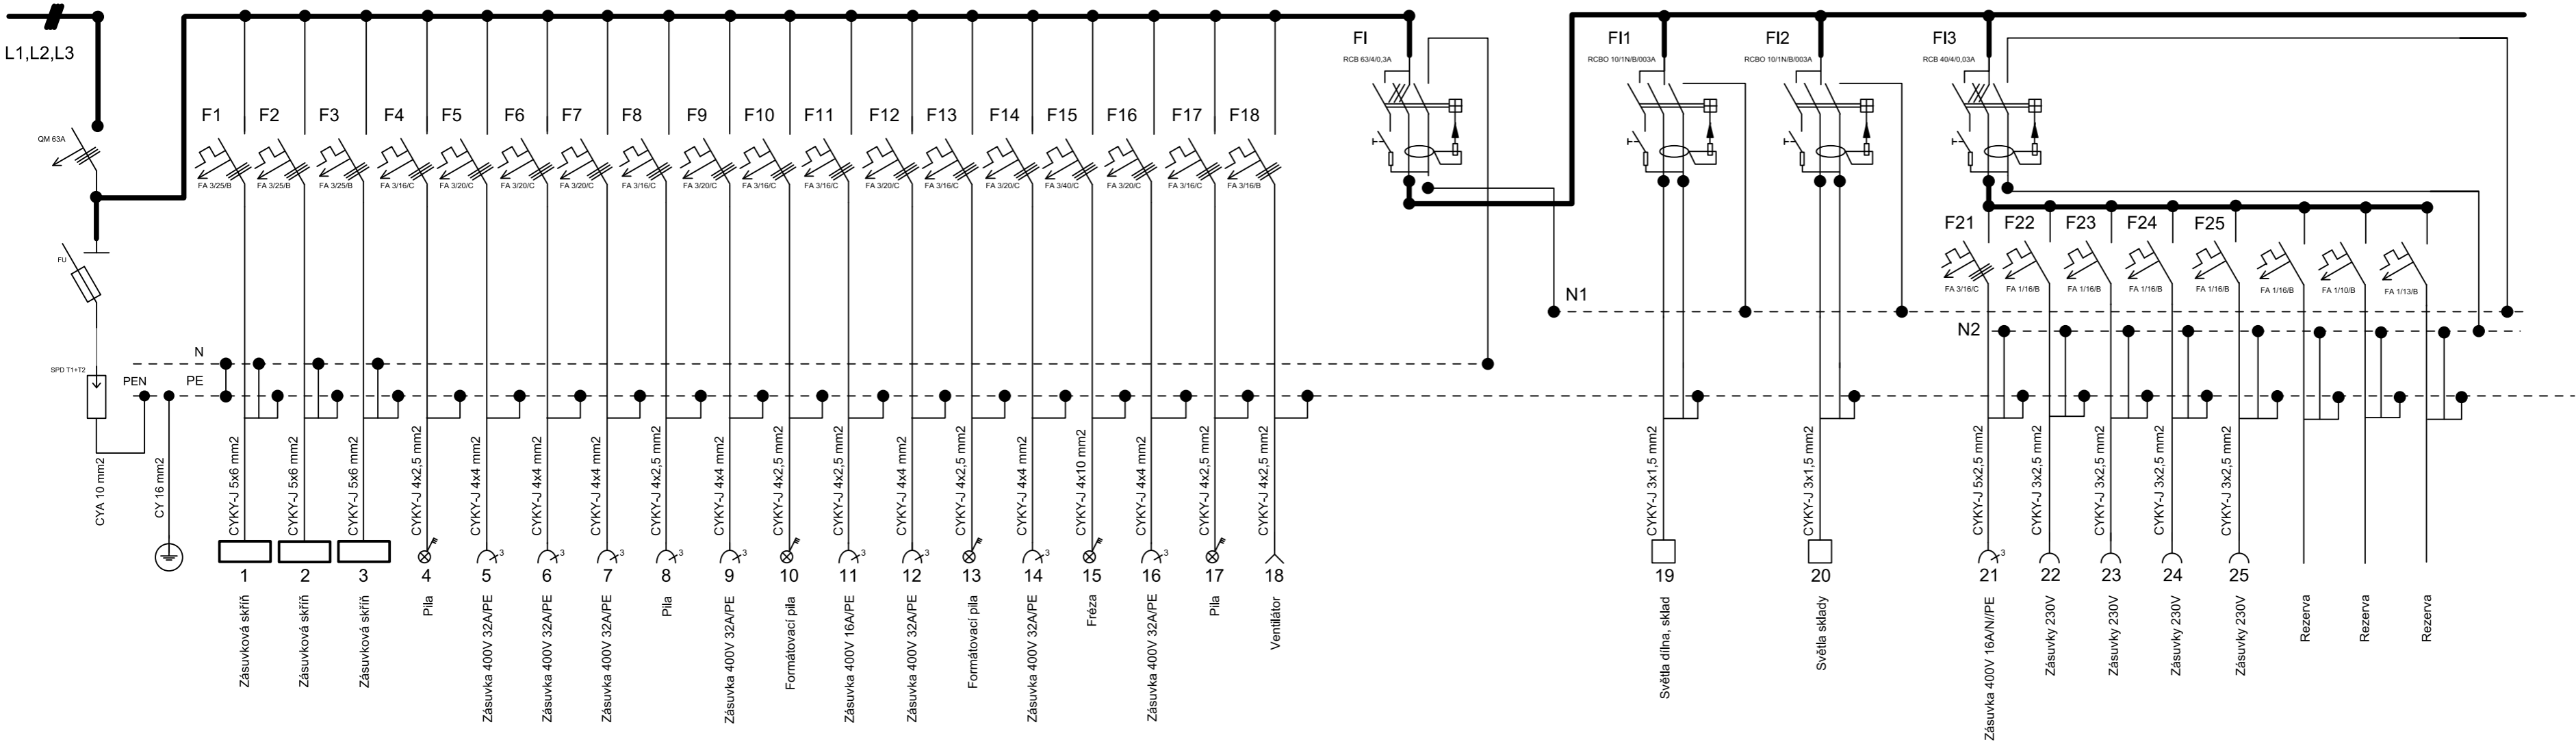 L1,L2,L3
QM 63A
FU
SPD T1+T2
PEN
N
PE
CYA 10 mm2
CY 16 mm2
F1
F2
F3
F4
F5
F6
F7
F8
F9
F10
F11
F12
F13
F14
F15
F16
F17
F18
FA 3/25/B
FA 3/25/B
FA 3/25/B
FA 3/16/C
FA 3/20/C
FA 3/20/C
FA 3/20/C
FA 3/16/C
FA 3/20/C
FA 3/16/C
FA 3/16/C
FA 3/20/C
FA 3/16/C
FA 3/20/C
FA 3/40/C
FA 3/20/C
FA 3/16/C
FA 3/16/B
CYKY-J 5x6 mm2
CYKY-J 5x6 mm2
CYKY-J 5x6 mm2
CYKY-J 4x2,5 mm2
CYKY-J 4x4 mm2
CYKY-J 4x4 mm2
CYKY-J 4x4 mm2
CYKY-J 4x2,5 mm2
CYKY-J 4x4 mm2
CYKY-J 4x2,5 mm2
CYKY-J 4x2,5 mm2
CYKY-J 4x4 mm2
CYKY-J 4x2,5 mm2
CYKY-J 4x4 mm2
CYKY-J 4x10 mm2
CYKY-J 4x4 mm2
CYKY-J 4x2,5 mm2
CYKY-J 4x2,5 mm2
3
3
3
3
3
3
3
3
3
1
2
3
4
5
6
7
8
9
10
11
12
13
14
15
16
17
18
Zásuvková skříň
Zásuvková skříň
Zásuvková skříň
Pila
Zásuvka 400V 32A/PE
Zásuvka 400V 32A/PE
Zásuvka 400V 32A/PE
Pila
Zásuvka 400V 32A/PE
Formátovací pila
Zásuvka 400V 16A/PE
Zásuvka 400V 32A/PE
Formátovací pila
Zásuvka 400V 32A/PE
Fréza
Zásuvka 400V 32A/PE
Pila
Ventilátor
FI
RCB 63/4/0,3A
FI1
RCBO 10/1N/B/003A
FI2
RCBO 10/1N/B/003A
FI3
RCB 40/4/0,03A
N1
N2
F21
F22
F23
F24
F25
FA 3/16/C
FA 1/16/B
FA 1/16/B
FA 1/16/B
FA 1/16/B
FA 1/16/B
FA 1/10/B
FA 1/13/B
CYKY-J 3x1,5 mm2
CYKY-J 3x1,5 mm2
CYKY-J 5x2,5 mm2
CYKY-J 3x2,5 mm2
CYKY-J 3x2,5 mm2
CYKY-J 3x2,5 mm2
CYKY-J 3x2,5 mm2
3
19
20
21
22
23
24
25
Světla dílna, sklad
Světla sklady
Zásuvka 400V 16A/N/PE
Zásuvky 230V
Zásuvky 230V
Zásuvky 230V
Zásuvky 230V
Rezerva
Rezerva
Rezerva